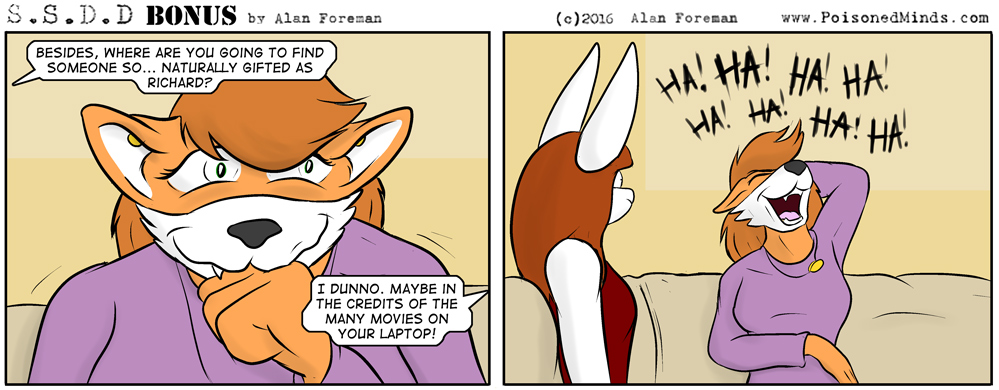 S.S.D.D BONUS by Alan Foreman
(c)2016 Alan Foreman www.PoisonedMinds.com
BESIDES, WHERE ARE YOU GOING TO FIND
SOMEONE SO... NATURALLY GIFTED AS
RICHARD?
I DUNNO. MAYBE IN
THE CREDITS OF THE
MANY MOVIES ON
YOUR LAPTOP!
HA! HA! HA! HA!
HA! HA! HA! HA!